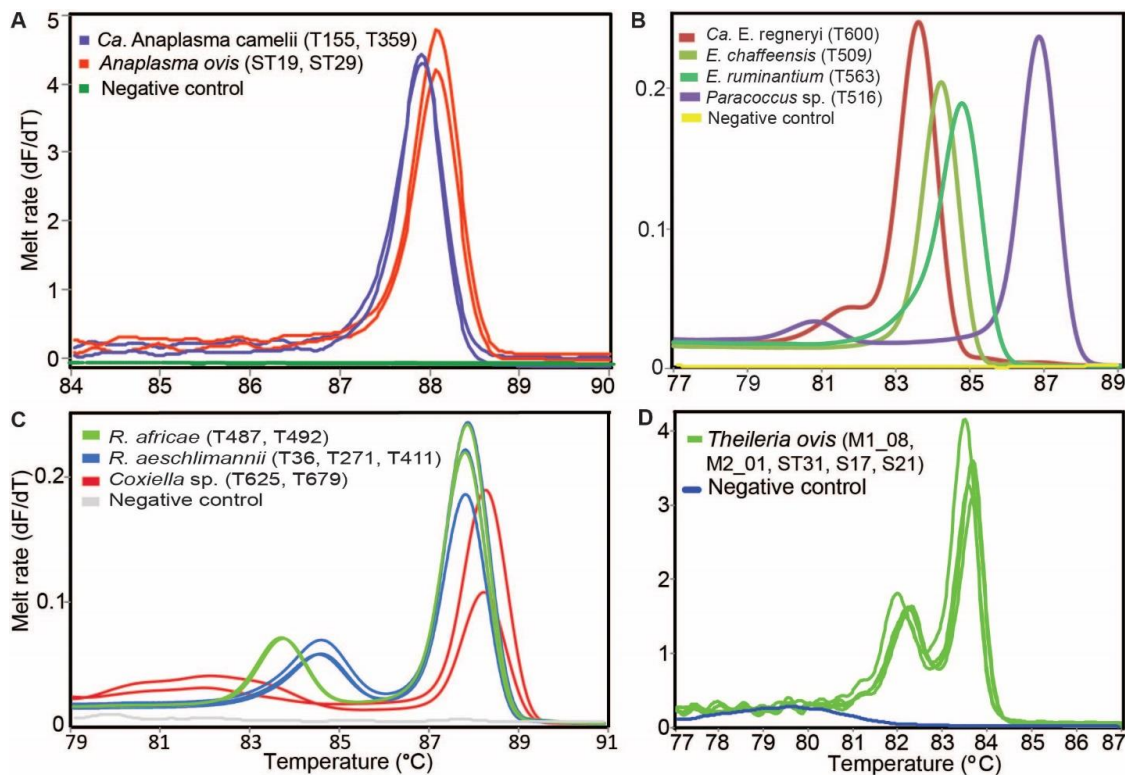 A
5
4
3
2
1
0
Melt rate (dF/dT)
Ca. Anaplasma camelii (T155, T359)
Anaplasma ovis (ST19, ST29)
Negative control
84 85 86 87 88 89 90
B
0.2
0.1
0
Ca. E. regneryi (T600)
E. chaffeensis (T509)
E. ruminantium (T563)
Paracoccus sp. (T516)
Negative control
77 79 81 83 85 87 89
C
0.2
0.1
0
Melt rate (dF/dT)
R. africae (T487, T492)
R. aeschlimannii (T36, T271, T411)
Coxiella sp. (T625, T679)
Negative control
79 81 83 85 87 89 91
Temperature (°C)
D
4
3
2
1
0
Theileria ovis (M1_08,
M2_01, ST31, S17, S21)
Negative control
77 78 79 80 81 82 83 84 85 86 87
Temperature (°C)